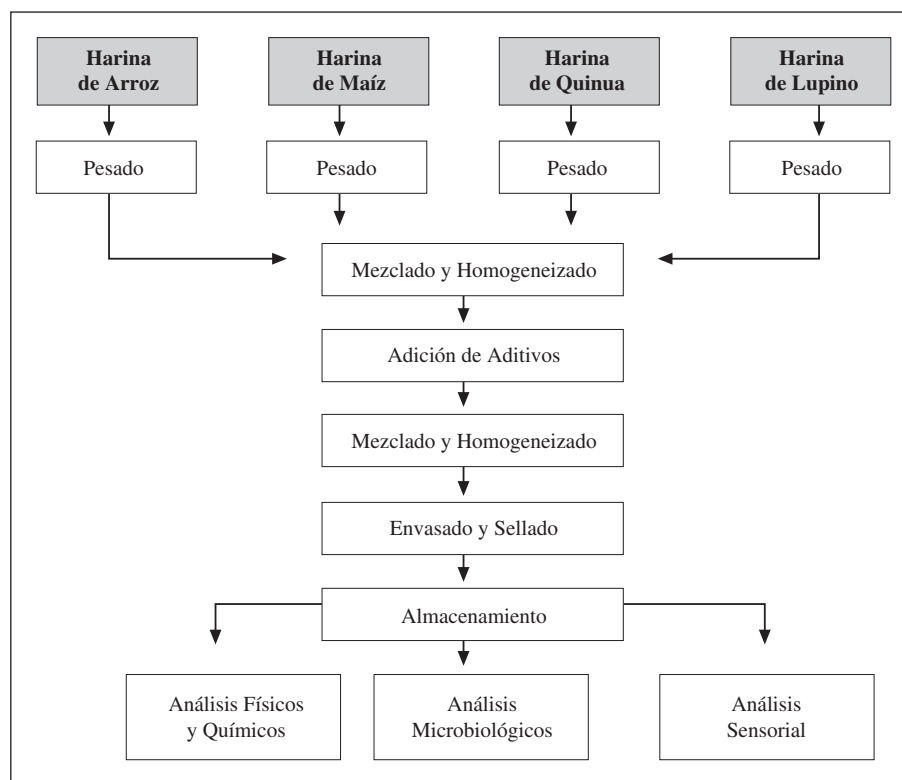 Harina
de Arroz
Harina
de Maíz
Harina
de Quinua
Harina
de Lupino
Pesado
Pesado
Pesado
Pesado
Mezclado y Homogeneizado
Adición de Aditivos
Mezclado y Homogeneizado
Envasado y Sellado
Almacenamiento
Análisis Físicos
y Químicos
Análisis
Microbiológicos
Análisis
Sensorial